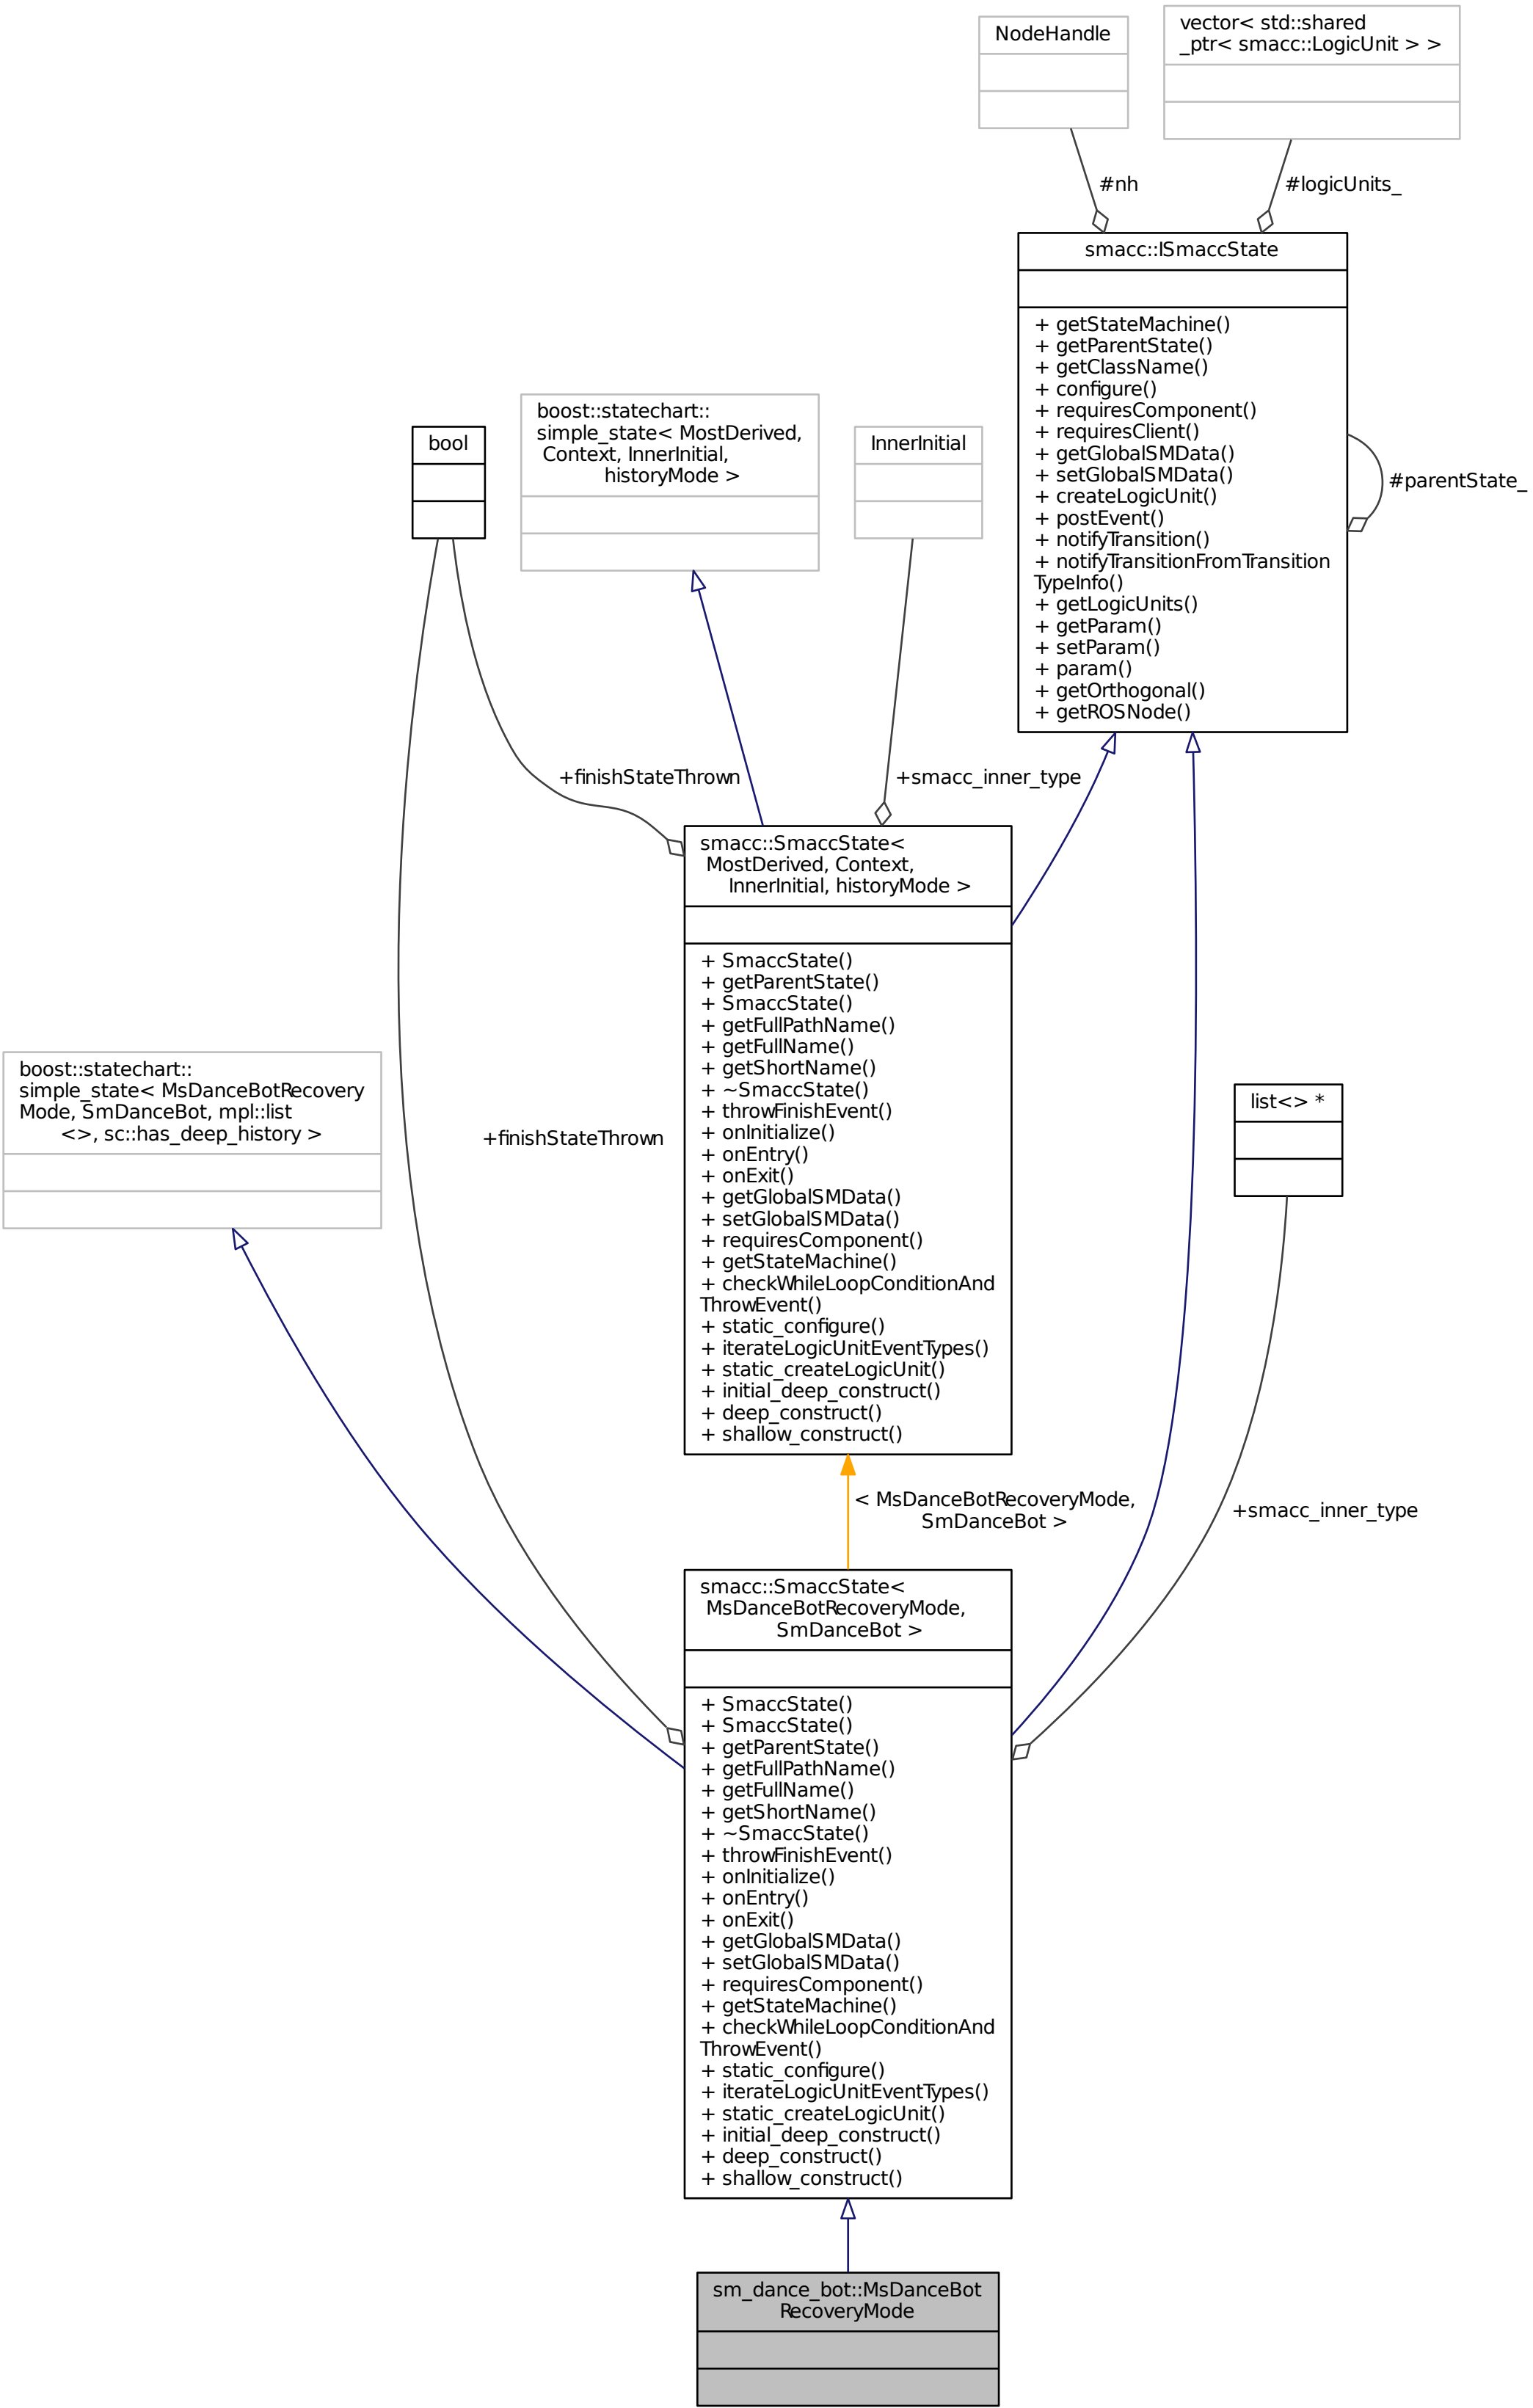 NodeHandle
vector< std::shared
_ptr< smacc::LogicUnit > >
#nh
#logicUnits_
smacc::ISmaccState
+ getStateMachine()
+ getParentState()
+ getClassName()
+ configure()
+ requiresComponent()
+ requiresClient()
+ getGlobalSMData()
+ setGlobalSMData()
+ createLogicUnit()
+ postEvent()
+ notifyTransition()
+ notifyTransitionFromTransition
TypeInfo()
+ getLogicUnits()
+ getParam()
+ setParam()
+ param()
+ getOrthogonal()
+ getROSNode()
#parentState_
bool
boost::statechart::
simple_state< MostDerived,
Context, InnerInitial,
historyMode >
InnerInitial
+finishStateThrown
+smacc_inner_type
smacc::SmaccState<
MostDerived, Context,
InnerInitial, historyMode >
+ SmaccState()
+ getParentState()
+ SmaccState()
+ getFullPathName()
+ getFullName()
+ getShortName()
+ ~SmaccState()
+ throwFinishEvent()
+ onInitialize()
+ onEntry()
+ onExit()
+ getGlobalSMData()
+ setGlobalSMData()
+ requiresComponent()
+ getStateMachine()
+ checkWhileLoopConditionAnd
ThrowEvent()
+ static_configure()
+ iterateLogicUnitEventTypes()
+ static_createLogicUnit()
+ initial_deep_construct()
+ deep_construct()
+ shallow_construct()
boost::statechart::
simple_state< MsDanceBotRecovery
Mode, SmDanceBot, mpl::list
<>, sc::has_deep_history >
+finishStateThrown
list<> *
< MsDanceBotRecoveryMode,
SmDanceBot >
+smacc_inner_type
smacc::SmaccState<
MsDanceBotRecoveryMode,
SmDanceBot >
+ SmaccState()
+ SmaccState()
+ getParentState()
+ getFullPathName()
+ getFullName()
+ getShortName()
+ ~SmaccState()
+ throwFinishEvent()
+ onInitialize()
+ onEntry()
+ onExit()
+ getGlobalSMData()
+ setGlobalSMData()
+ requiresComponent()
+ getStateMachine()
+ checkWhileLoopConditionAnd
ThrowEvent()
+ static_configure()
+ iterateLogicUnitEventTypes()
+ static_createLogicUnit()
+ initial_deep_construct()
+ deep_construct()
+ shallow_construct()
sm_dance_bot::MsDanceBot
RecoveryMode